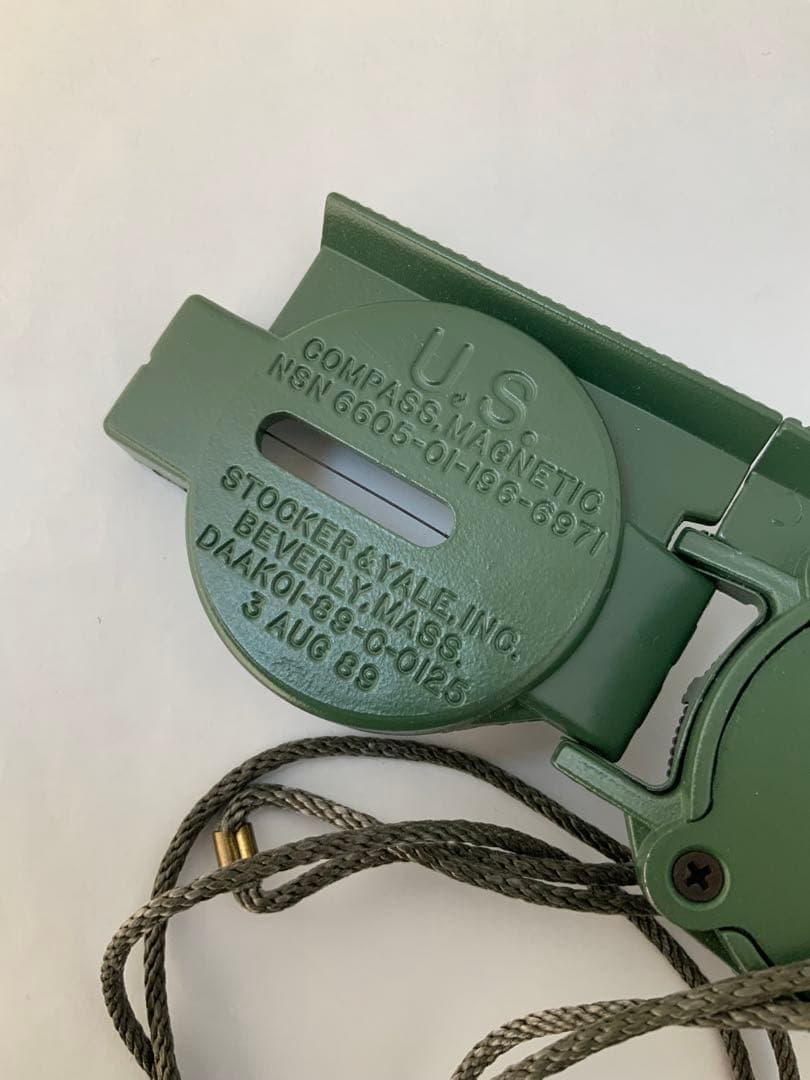 U.S.
COMPASS, MAGNETIC
NSN 6605-01-196-6971
STOCKER & YALE, INC.
BEVERLY, MASS.
DAAK01-89-C-0125
3 AUG 89